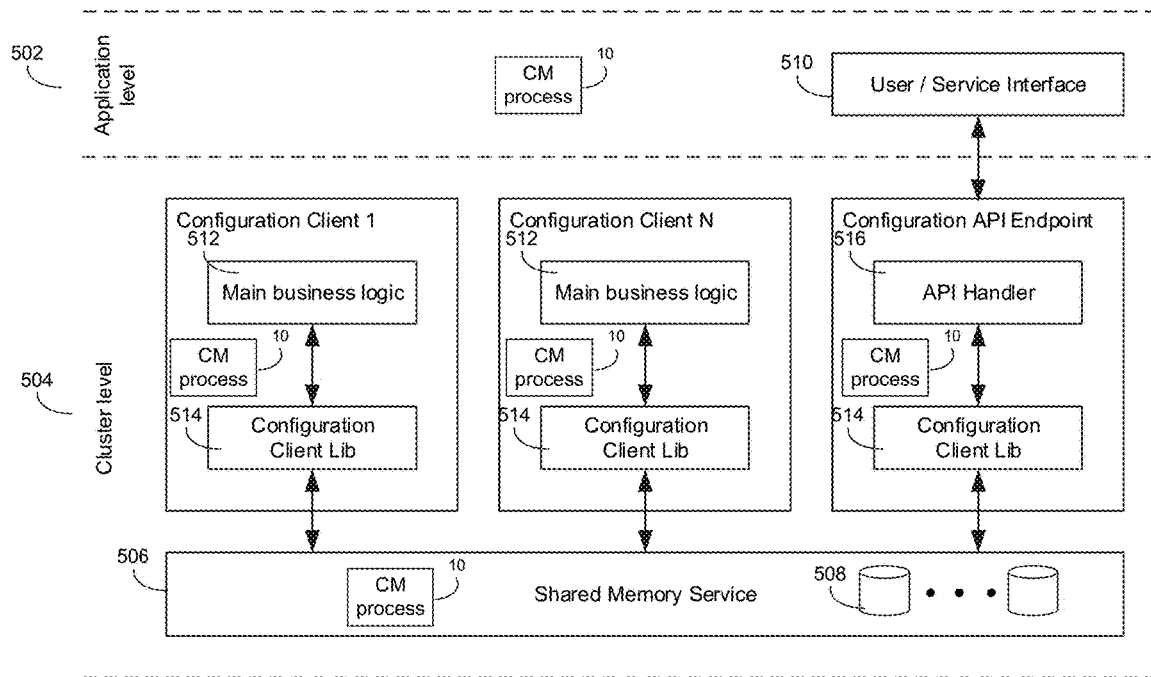 502
Application
level
CM
process
10
510
User / Service Interface
504
Cluster level
Configuration Client 1
512
Main business logic
CM
process
10
514
Configuration
Client Lib
Configuration Client N
512
Main business logic
CM
process
10
514
Configuration
Client Lib
Configuration API Endpoint
516
API Handler
CM
process
10
514
Configuration
Client Lib
506
CM
process
10
Shared Memory Service
508